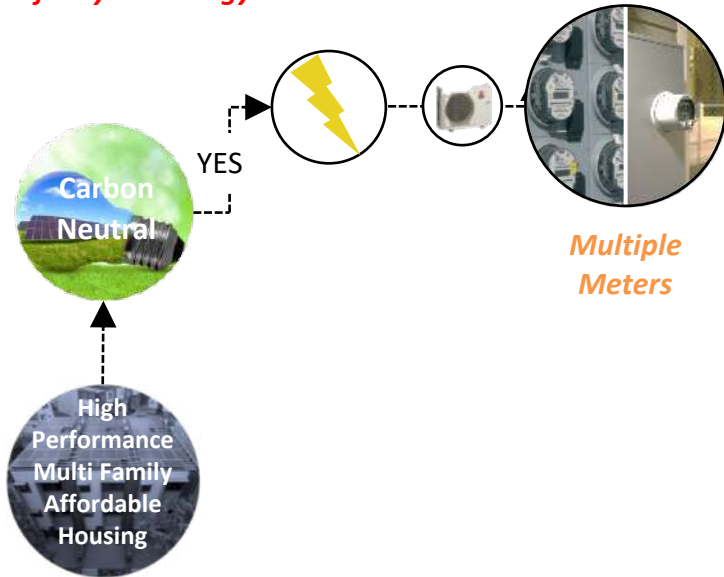 YES
Carbon
Neutral
Multiple
Meters
High
Performance
Multi Family
Affordable
Housing